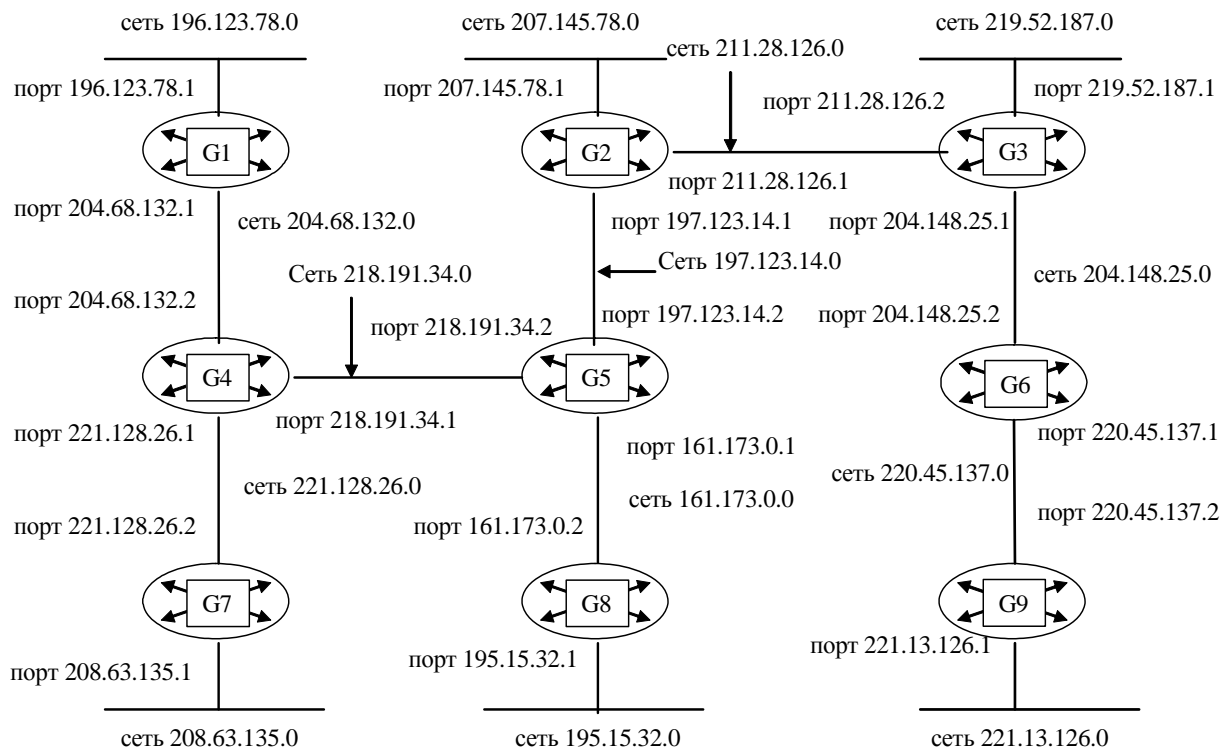 сеть 196.123.78.0
сеть 207.145.78.0
сеть 219.52.187.0
сеть 211.28.126.0
порт 196.123.78.1
порт 207.145.78.1
порт 219.52.187.1
порт 211.28.126.2
G1
G2
G3
порт 211.28.126.1
порт 204.68.132.1
сеть 204.68.132.0
порт 197.123.14.1
порт 204.148.25.1
Сеть 218.191.34.0
Сеть 197.123.14.0
сеть 204.148.25.0
порт 204.68.132.2
порт 218.191.34.2
порт 197.123.14.2
порт 204.148.25.2
G4
G5
G6
порт 221.128.26.1
порт 218.191.34.1
порт 161.173.0.1
порт 220.45.137.1
сеть 221.128.26.0
сеть 161.173.0.0
сеть 220.45.137.0
порт 221.128.26.2
порт 161.173.0.2
порт 220.45.137.2
G7
G8
G9
порт 208.63.135.1
порт 195.15.32.1
порт 221.13.126.1
сеть 208.63.135.0
сеть 195.15.32.0
сеть 221.13.126.0